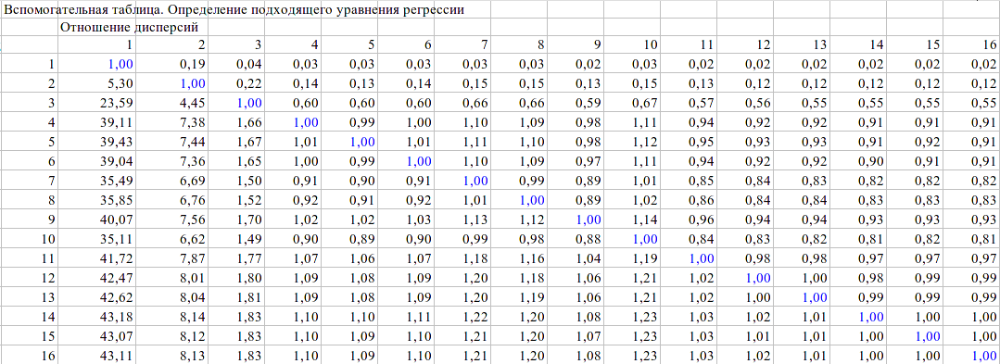 Вспомогательная таблица. Определение подходящего уравнения регрессии
Отношение дисперсий
1 2 3 4 5 6 7 8 9 10 11 12 13 14 15 16
1 1,00 0,19 0,04 0,03 0,03 0,03 0,03 0,03 0,02 0,03 0,02 0,02 0,02 0,02 0,02 0,02
2 5,30 1,00 0,22 0,14 0,13 0,14 0,15 0,15 0,13 0,15 0,13 0,12 0,12 0,12 0,12 0,12
3 23,59 4,45 1,00 0,60 0,60 0,60 0,66 0,66 0,59 0,67 0,57 0,56 0,55 0,55 0,55 0,55
4 39,11 7,38 1,66 1,00 0,99 1,00 1,10 1,09 0,98 1,11 0,94 0,92 0,92 0,91 0,91 0,91
5 39,43 7,44 1,67 1,01 1,00 1,01 1,11 1,10 0,98 1,12 0,95 0,93 0,93 0,91 0,92 0,91
6 39,04 7,36 1,65 1,00 0,99 1,00 1,10 1,09 0,97 1,11 0,94 0,92 0,92 0,90 0,91 0,91
7 35,49 6,69 1,50 0,91 0,90 0,91 1,00 0,99 0,89 1,01 0,85 0,84 0,83 0,82 0,82 0,82
8 35,85 6,76 1,52 0,92 0,91 0,92 1,01 1,00 0,89 1,02 0,86 0,84 0,84 0,83 0,83 0,83
9 40,07 7,56 1,70 1,02 1,02 1,03 1,13 1,12 1,00 1,14 0,96 0,94 0,94 0,93 0,93 0,93
10 35,11 6,62 1,49 0,90 0,89 0,90 0,99 0,98 0,88 1,00 0,84 0,83 0,82 0,81 0,82 0,81
11 41,72 7,87 1,77 1,07 1,06 1,07 1,18 1,16 1,04 1,19 1,00 0,98 0,98 0,97 0,97 0,97
12 42,47 8,01 1,80 1,09 1,08 1,09 1,20 1,18 1,06 1,21 1,02 1,00 1,00 0,98 0,99 0,99
13 42,62 8,04 1,81 1,09 1,08 1,09 1,20 1,19 1,06 1,21 1,02 1,00 1,00 0,99 0,99 0,99
14 43,18 8,14 1,83 1,10 1,10 1,11 1,22 1,20 1,08 1,23 1,03 1,02 1,01 1,00 1,00 1,00
15 43,07 8,12 1,83 1,10 1,09 1,10 1,21 1,20 1,07 1,23 1,03 1,01 1,01 1,00 1,00 1,00
16 43,11 8,13 1,83 1,10 1,09 1,10 1,21 1,20 1,08 1,23 1,03 1,02 1,01 1,00 1,00 1,00